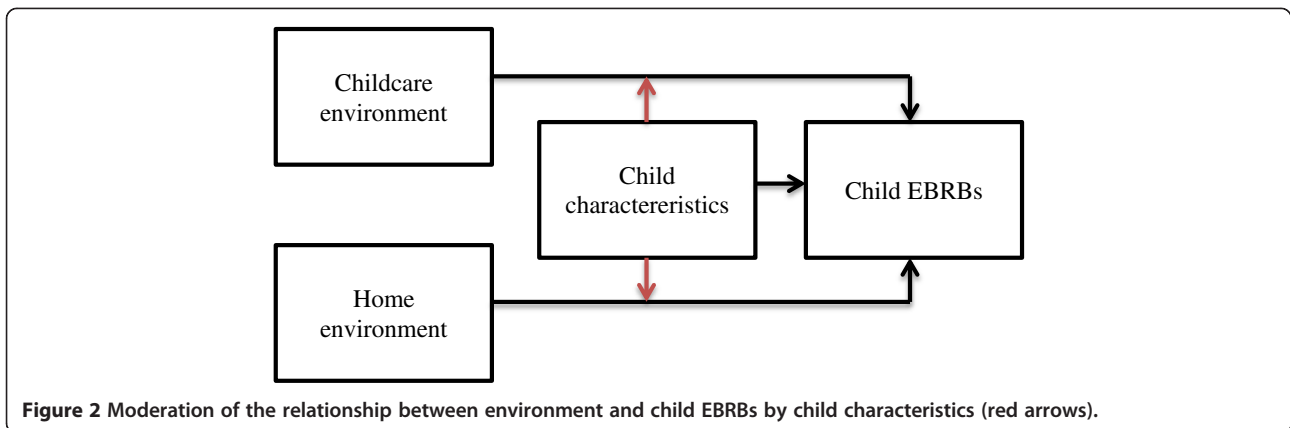 Childcare
environment
Child
charactereristics
Child EBRBs
Home
environment
Figure 2 Moderation of the relationship between environment and child EBRBs by child characteristics (red arrows).